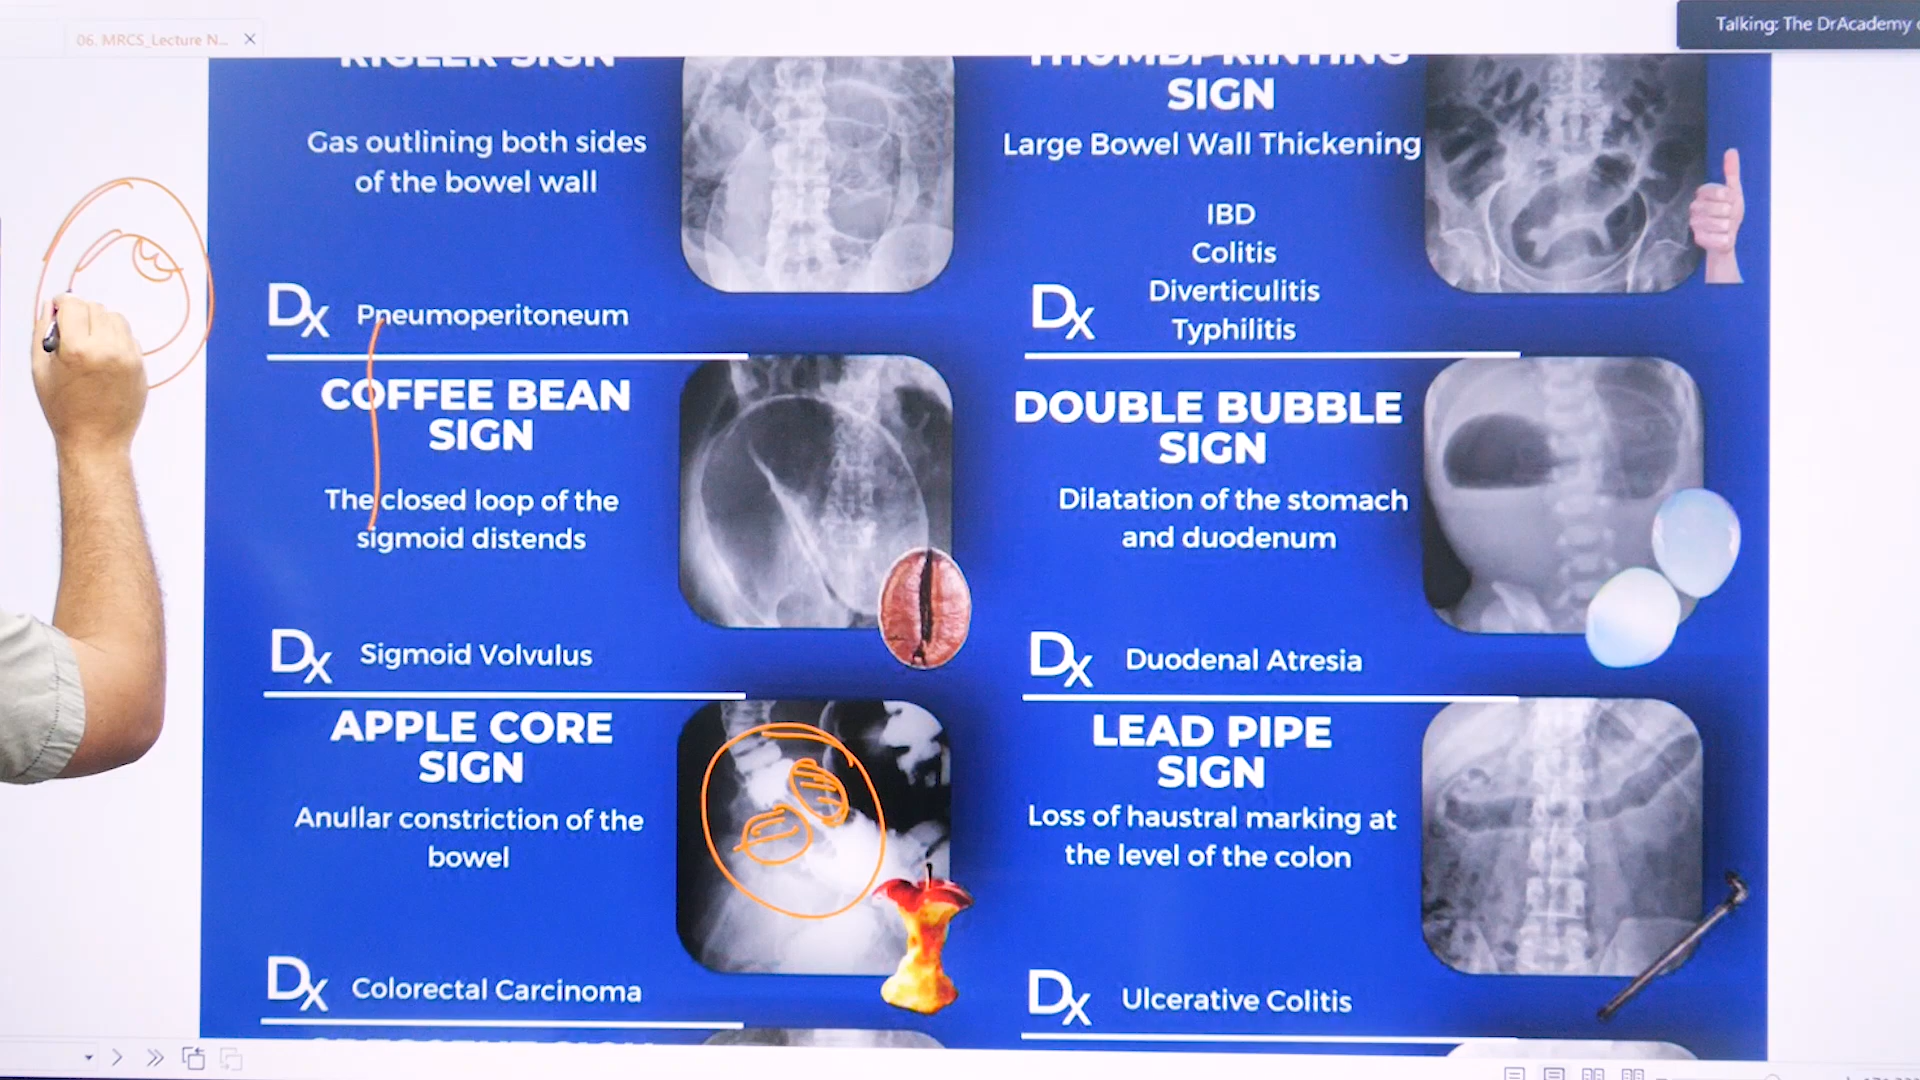 06. MRCS_Lecture N...
Talking: The DrAcademy
RIGLER SIGN
Gas outlining both sides
of the bowel wall
Dx Pneumoperitoneum
THUMBPRINTING
SIGN
Large Bowel Wall Thickening
IBD
Colitis
Diverticulitis
Typhilitis
Dx
COFFEE BEAN
SIGN
The closed loop of the
sigmoid distends
Dx Sigmoid Volvulus
DOUBLE BUBBLE
SIGN
Dilatation of the stomach
and duodenum
Dx Duodenal Atresia
APPLE CORE
SIGN
Anullar constriction of the
bowel
Dx Colorectal Carcinoma
LEAD PIPE
SIGN
Loss of haustral marking at
the level of the colon
Dx Ulcerative Colitis